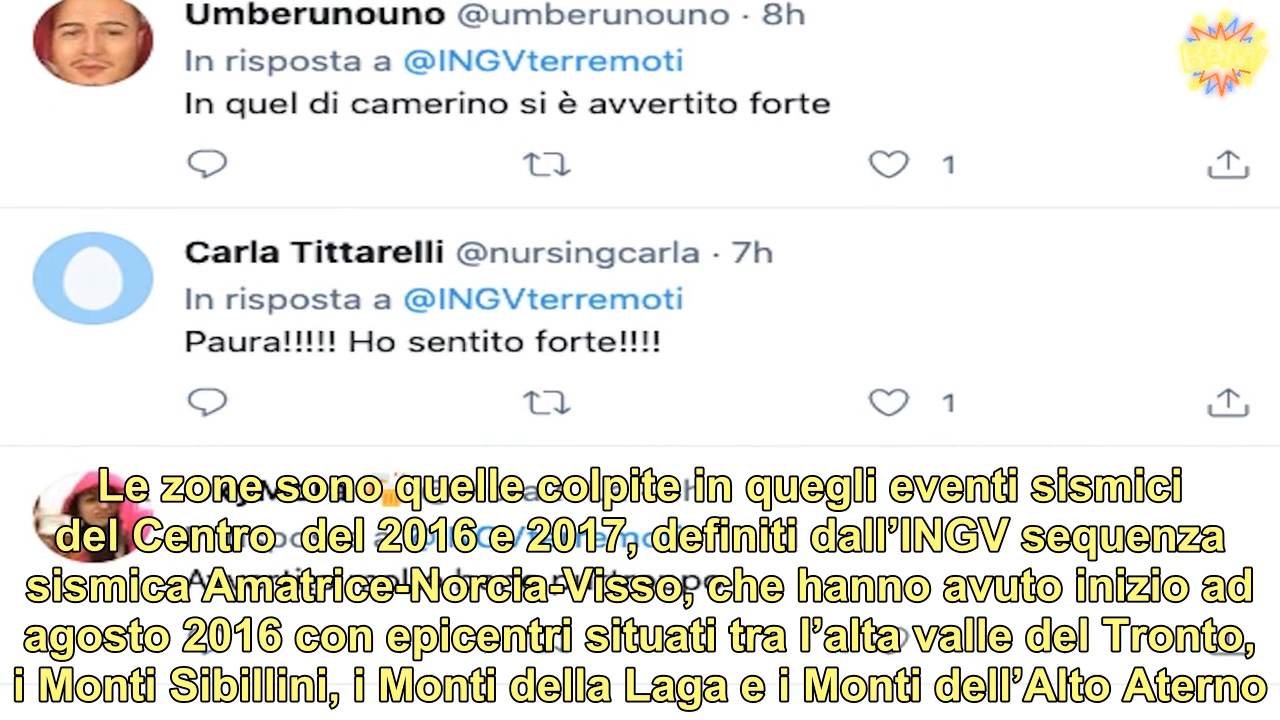 Umberunouno @umberunouno · 8h
In risposta a @INGVterremoti
In quel di camerino si è avvertito forte
1
Carla Tittarelli @nursingcarla · 7h
In risposta a @INGVterremoti
Paura!!!!! Ho sentito forte!!!!
1
Le zone sono quelle colpite in quegli eventi sismici
del Centro del 2016 e 2017, definiti dall’INGV sequenza
sismica Amatrice-Norcia-Visso, che hanno avuto inizio ad
agosto 2016 con epicentri situati tra l’alta valle del Tronto,
i Monti Sibillini, i Monti della Laga e i Monti dell’Alto Aterno